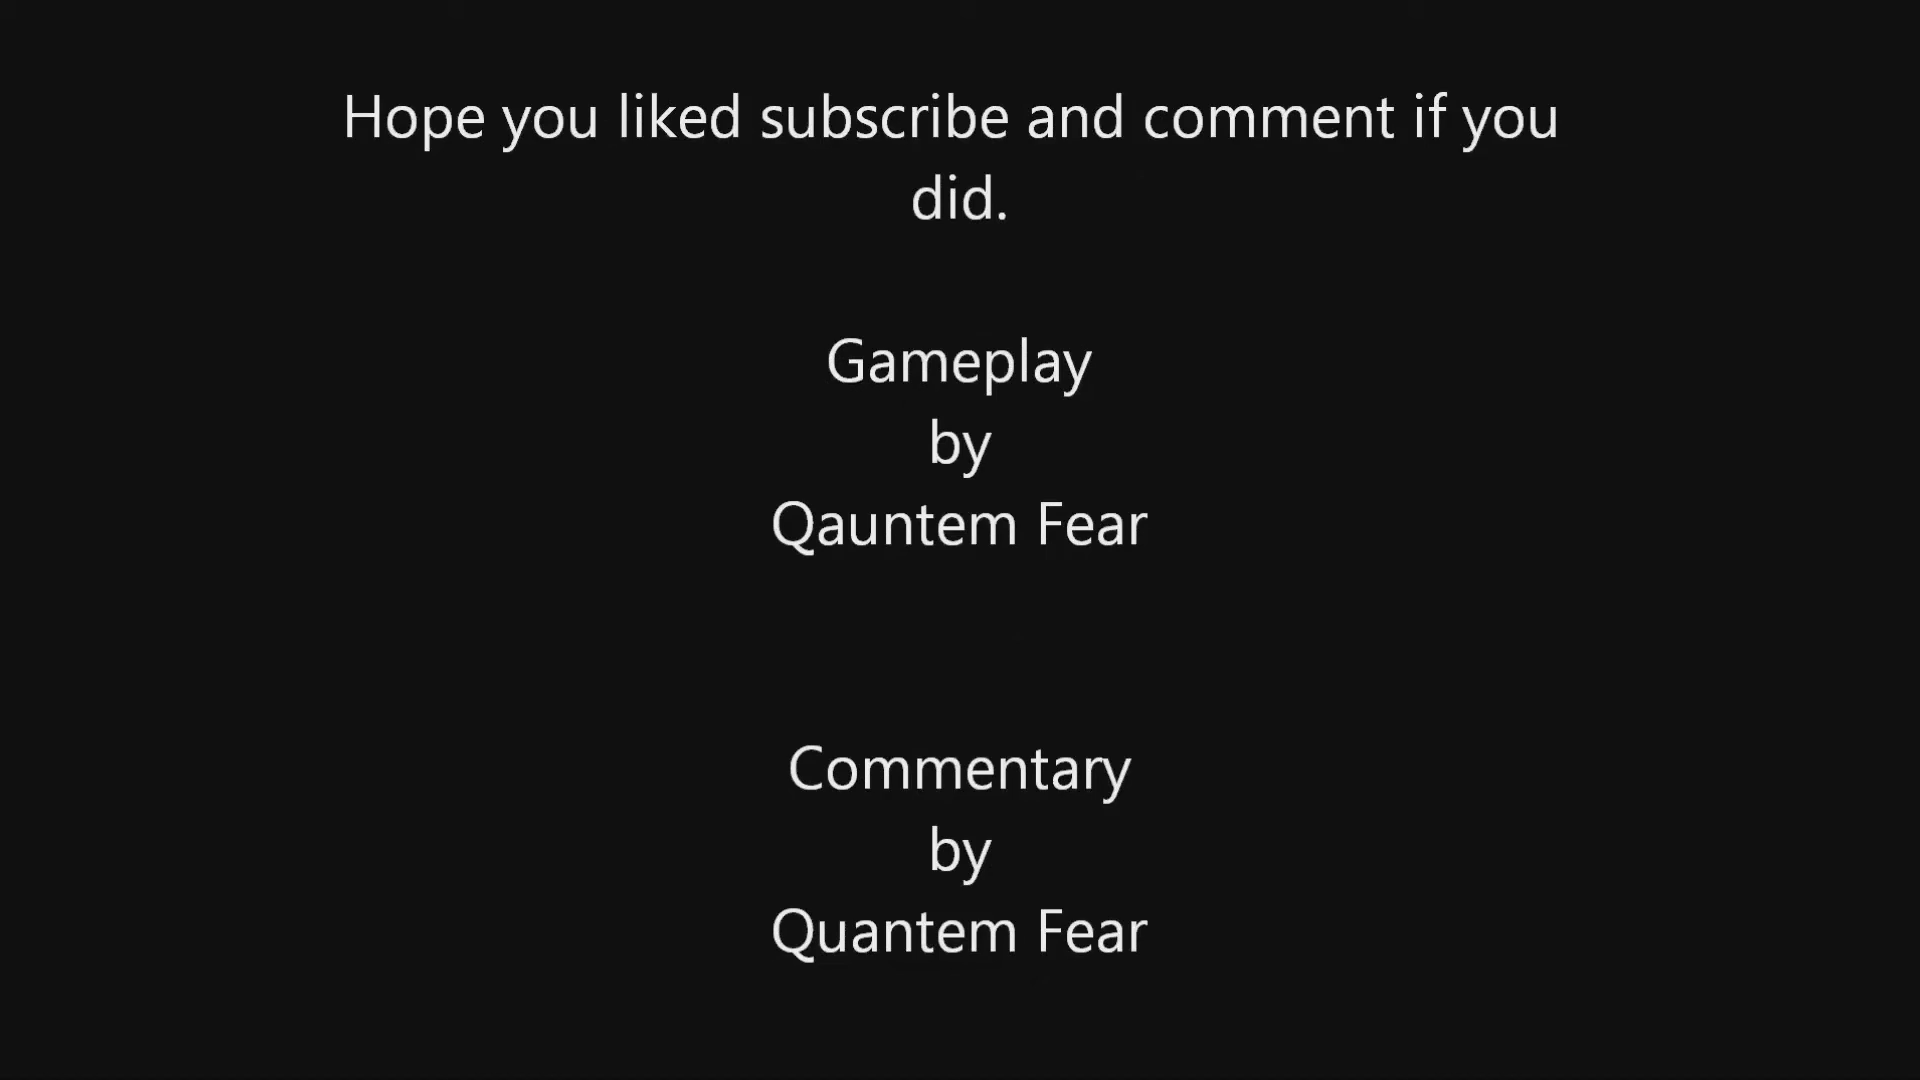 Hope you liked subscribe and comment if you
did.
Gameplay
by
Qauntem Fear
Commentary
by
Quantem Fear